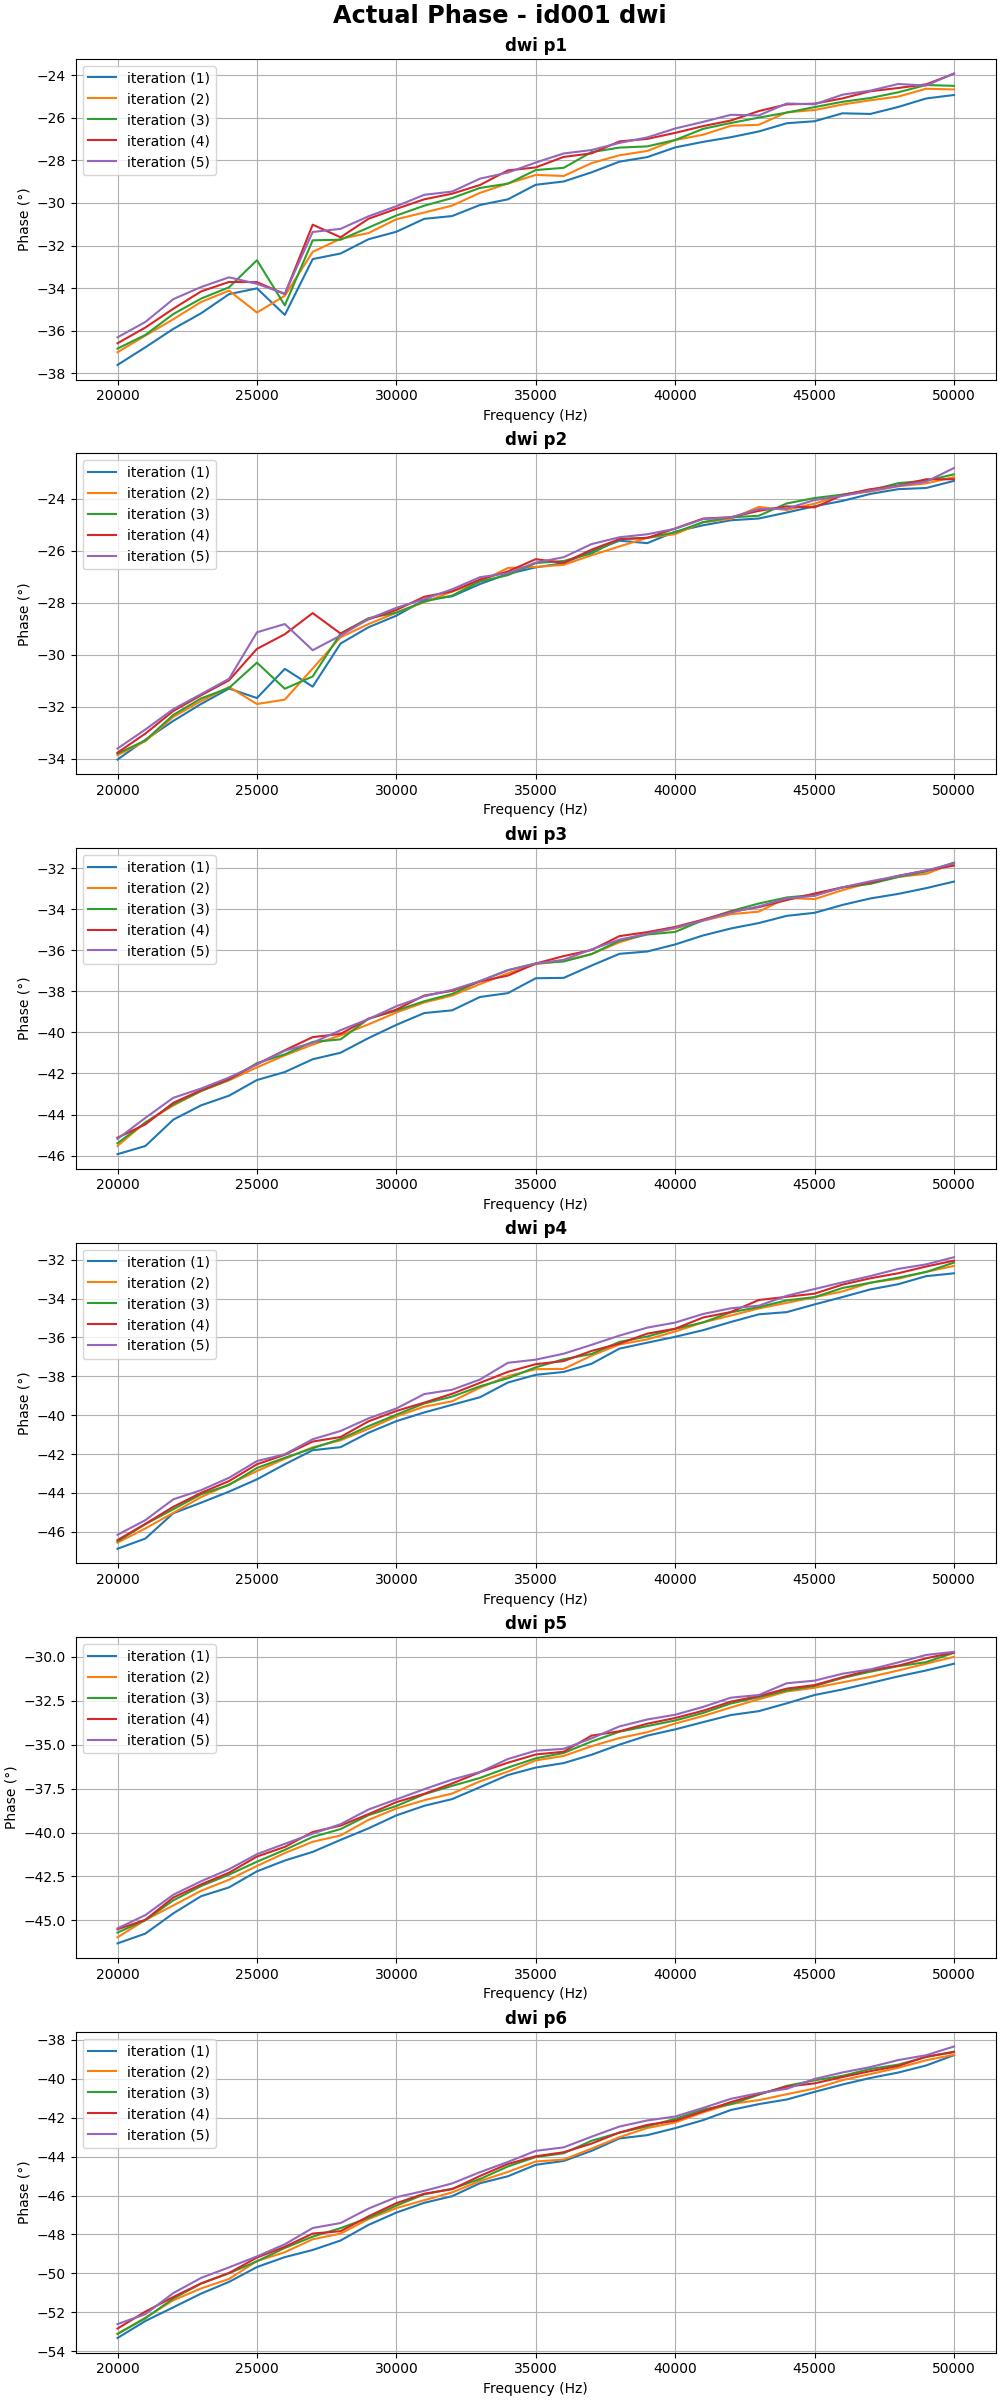 Actual Phase - id001 dwi
dwi p1
iteration (1)
iteration (2)
iteration (3)
iteration (4)
iteration (5)
Phase (°)
−24
−26
−28
−30
−32
−34
−36
−38
20000 25000 30000 35000 40000 45000 50000
Frequency (Hz)
dwi p2
iteration (1)
iteration (2)
iteration (3)
iteration (4)
iteration (5)
Phase (°)
−24
−26
−28
−30
−32
−34
20000 25000 30000 35000 40000 45000 50000
Frequency (Hz)
dwi p3
iteration (1)
iteration (2)
iteration (3)
iteration (4)
iteration (5)
Phase (°)
−32
−34
−36
−38
−40
−42
−44
−46
20000 25000 30000 35000 40000 45000 50000
Frequency (Hz)
dwi p4
iteration (1)
iteration (2)
iteration (3)
iteration (4)
iteration (5)
Phase (°)
−32
−34
−36
−38
−40
−42
−44
−46
20000 25000 30000 35000 40000 45000 50000
Frequency (Hz)
dwi p5
iteration (1)
iteration (2)
iteration (3)
iteration (4)
iteration (5)
Phase (°)
−30.0
−32.5
−35.0
−37.5
−40.0
−42.5
−45.0
20000 25000 30000 35000 40000 45000 50000
Frequency (Hz)
dwi p6
iteration (1)
iteration (2)
iteration (3)
iteration (4)
iteration (5)
Phase (°)
−38
−40
−42
−44
−46
−48
−50
−52
−54
20000 25000 30000 35000 40000 45000 50000
Frequency (Hz)